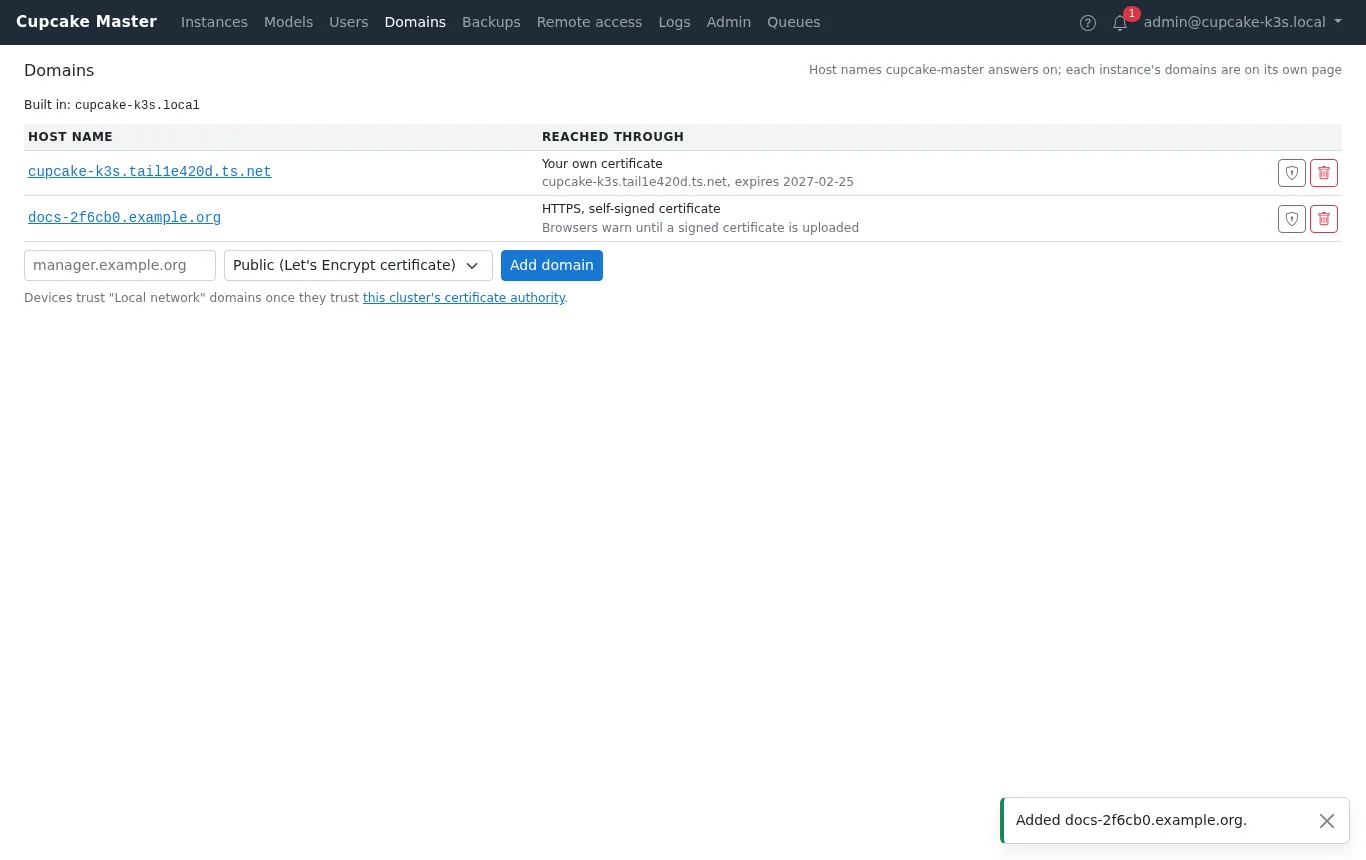 Cupcake Master Instances Models Users Domains Backups Remote access Logs Admin Queues 1 admin@cupcake-k3s.local
Domains Host names cupcake-master answers on; each instance's domains are on its own page
Built in: cupcake-k3s.local
HOST NAME REACHED THROUGH
cupcake-k3s.tail1e420d.ts.net Your own certificate
cupcake-k3s.tail1e420d.ts.net, expires 2027-02-25
docs-2f6cb0.example.org HTTPS, self-signed certificate
Browsers warn until a signed certificate is uploaded
manager.example.org Public (Let's Encrypt certificate) Add domain
Devices trust "Local network" domains once they trust this cluster's certificate authority.
Added docs-2f6cb0.example.org.